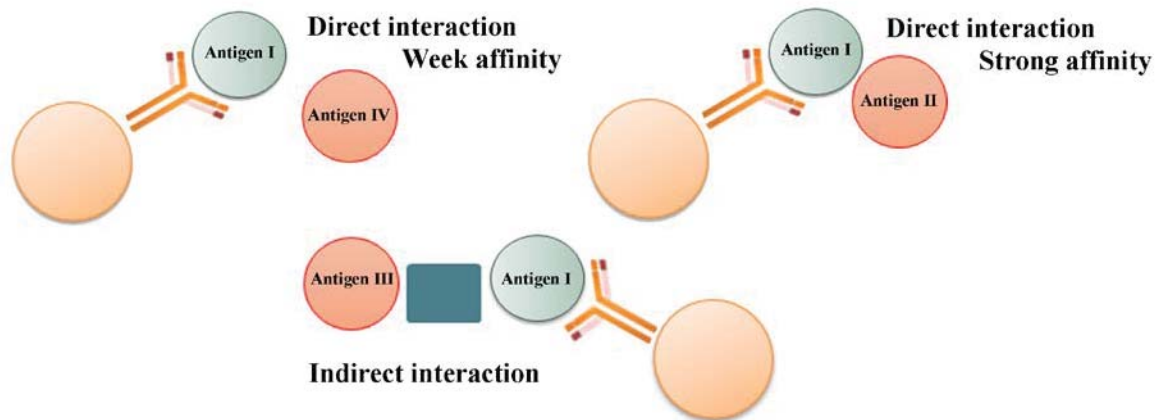 Antigen I
Direct interaction
Week affinity
Antigen IV
Antigen I
Direct interaction
Strong affinity
Antigen II
Antigen III
Antigen I
Indirect interaction